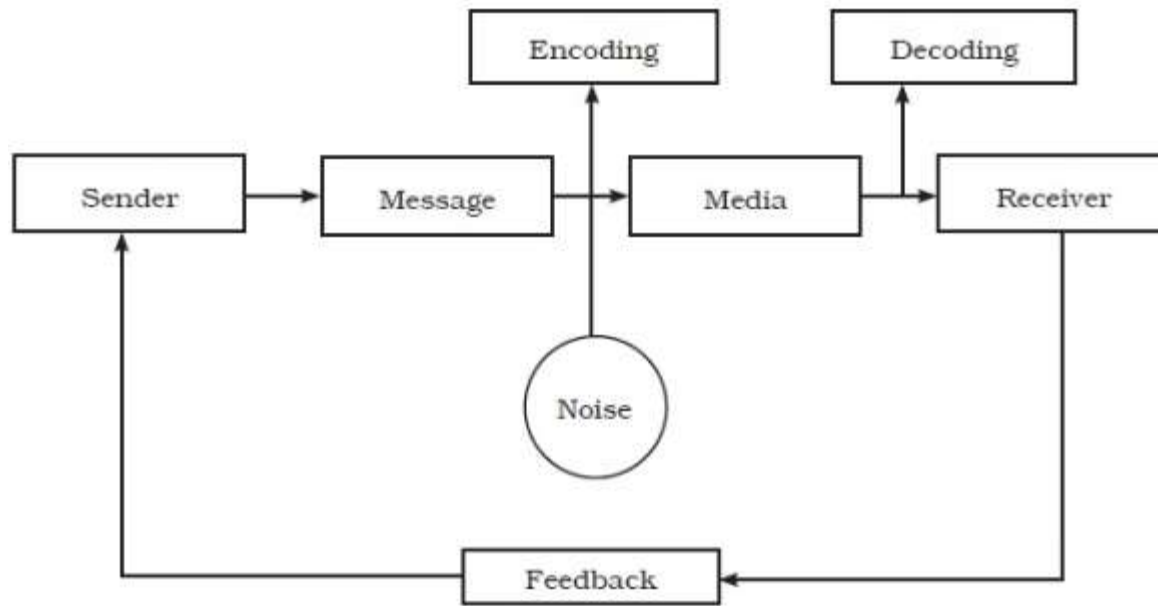 Encoding
Decoding
Sender
Message
Media
Receiver
Noise
Feedback